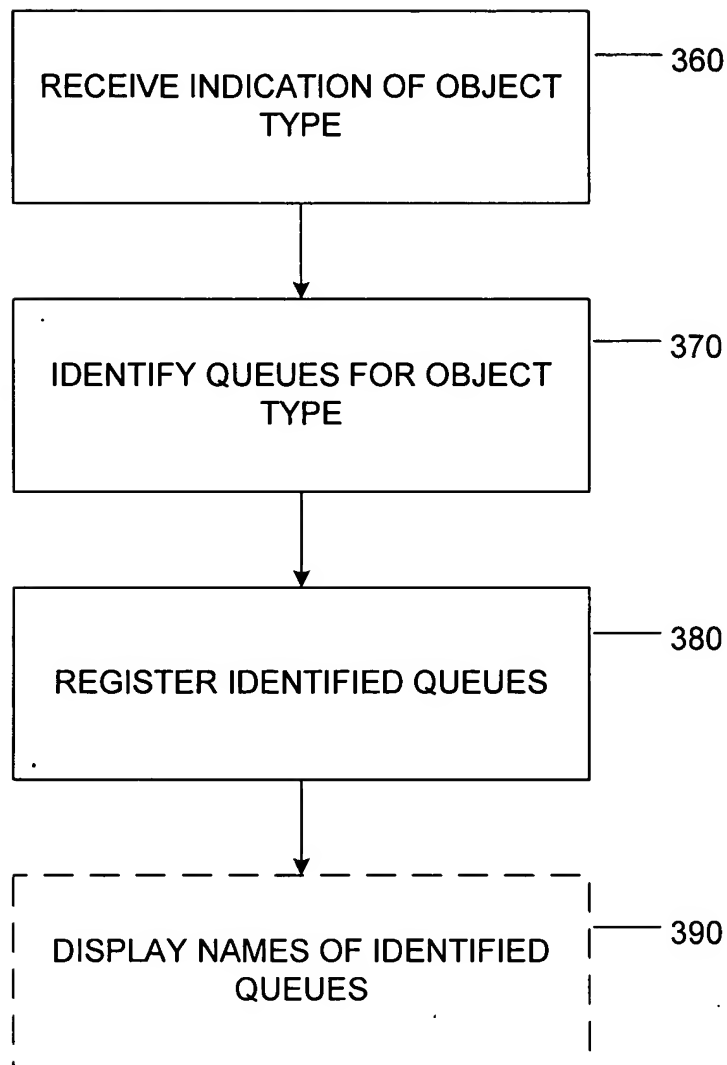 RECEIVE INDICATION OF OBJECT
TYPE
360
IDENTIFY QUEUES FOR OBJECT
TYPE
370
REGISTER IDENTIFIED QUEUES
380
DISPLAY NAMES OF IDENTIFIED
QUEUES
390